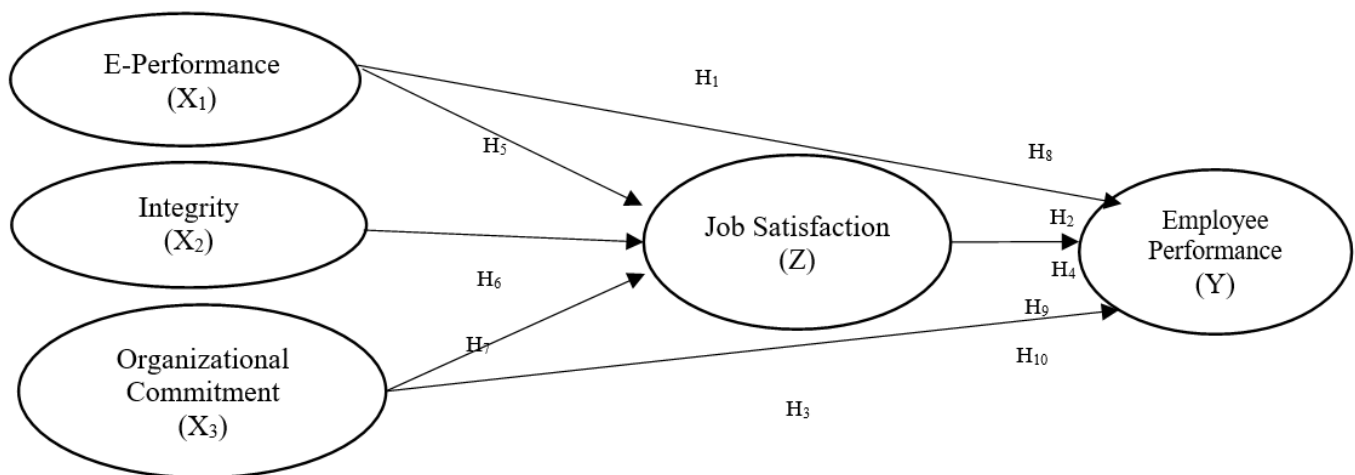 E-Performance
(X₁)
H₁
H₅
H₈
Integrity
(X₂)
Job Satisfaction
(Z)
H₂
Employee
Performance
(Y)
H₄
H₆
H₉
H₇
H₁₀
Organizational
Commitment
(X₃)
H₃